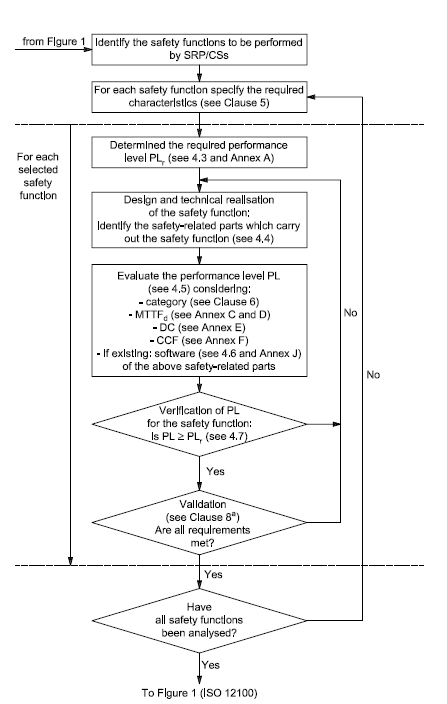 from Figure 1
Identify the safety functions to be performed
by SRP/CSs
For each safety function specify the required
characteristics (see Clause 5)
For each
selected
safety
function
Determined the required performance
level PLr (see 4.3 and Annex A)
Design and technical realisation
of the safety function:
Identify the safety-related parts which carry
out the safety function (see 4.4)
Evaluate the performance level PL
(see 4.5) considering:
- category (see Clause 6)
- MTTFd (see Annex C and D)
- DC (see Annex E)
- CCF (see Annex F)
- If existing: software (see 4.6 and Annex J)
of the above safety-related parts
No
No
Verification of PL
for the safety function:
Is PL ≥ PLr (see 4.7)
Yes
Validation
(see Clause 8a)
Are all requirements
met?
Yes
Have
all safety functions
been analysed?
Yes
To Figure 1 (ISO 12100)